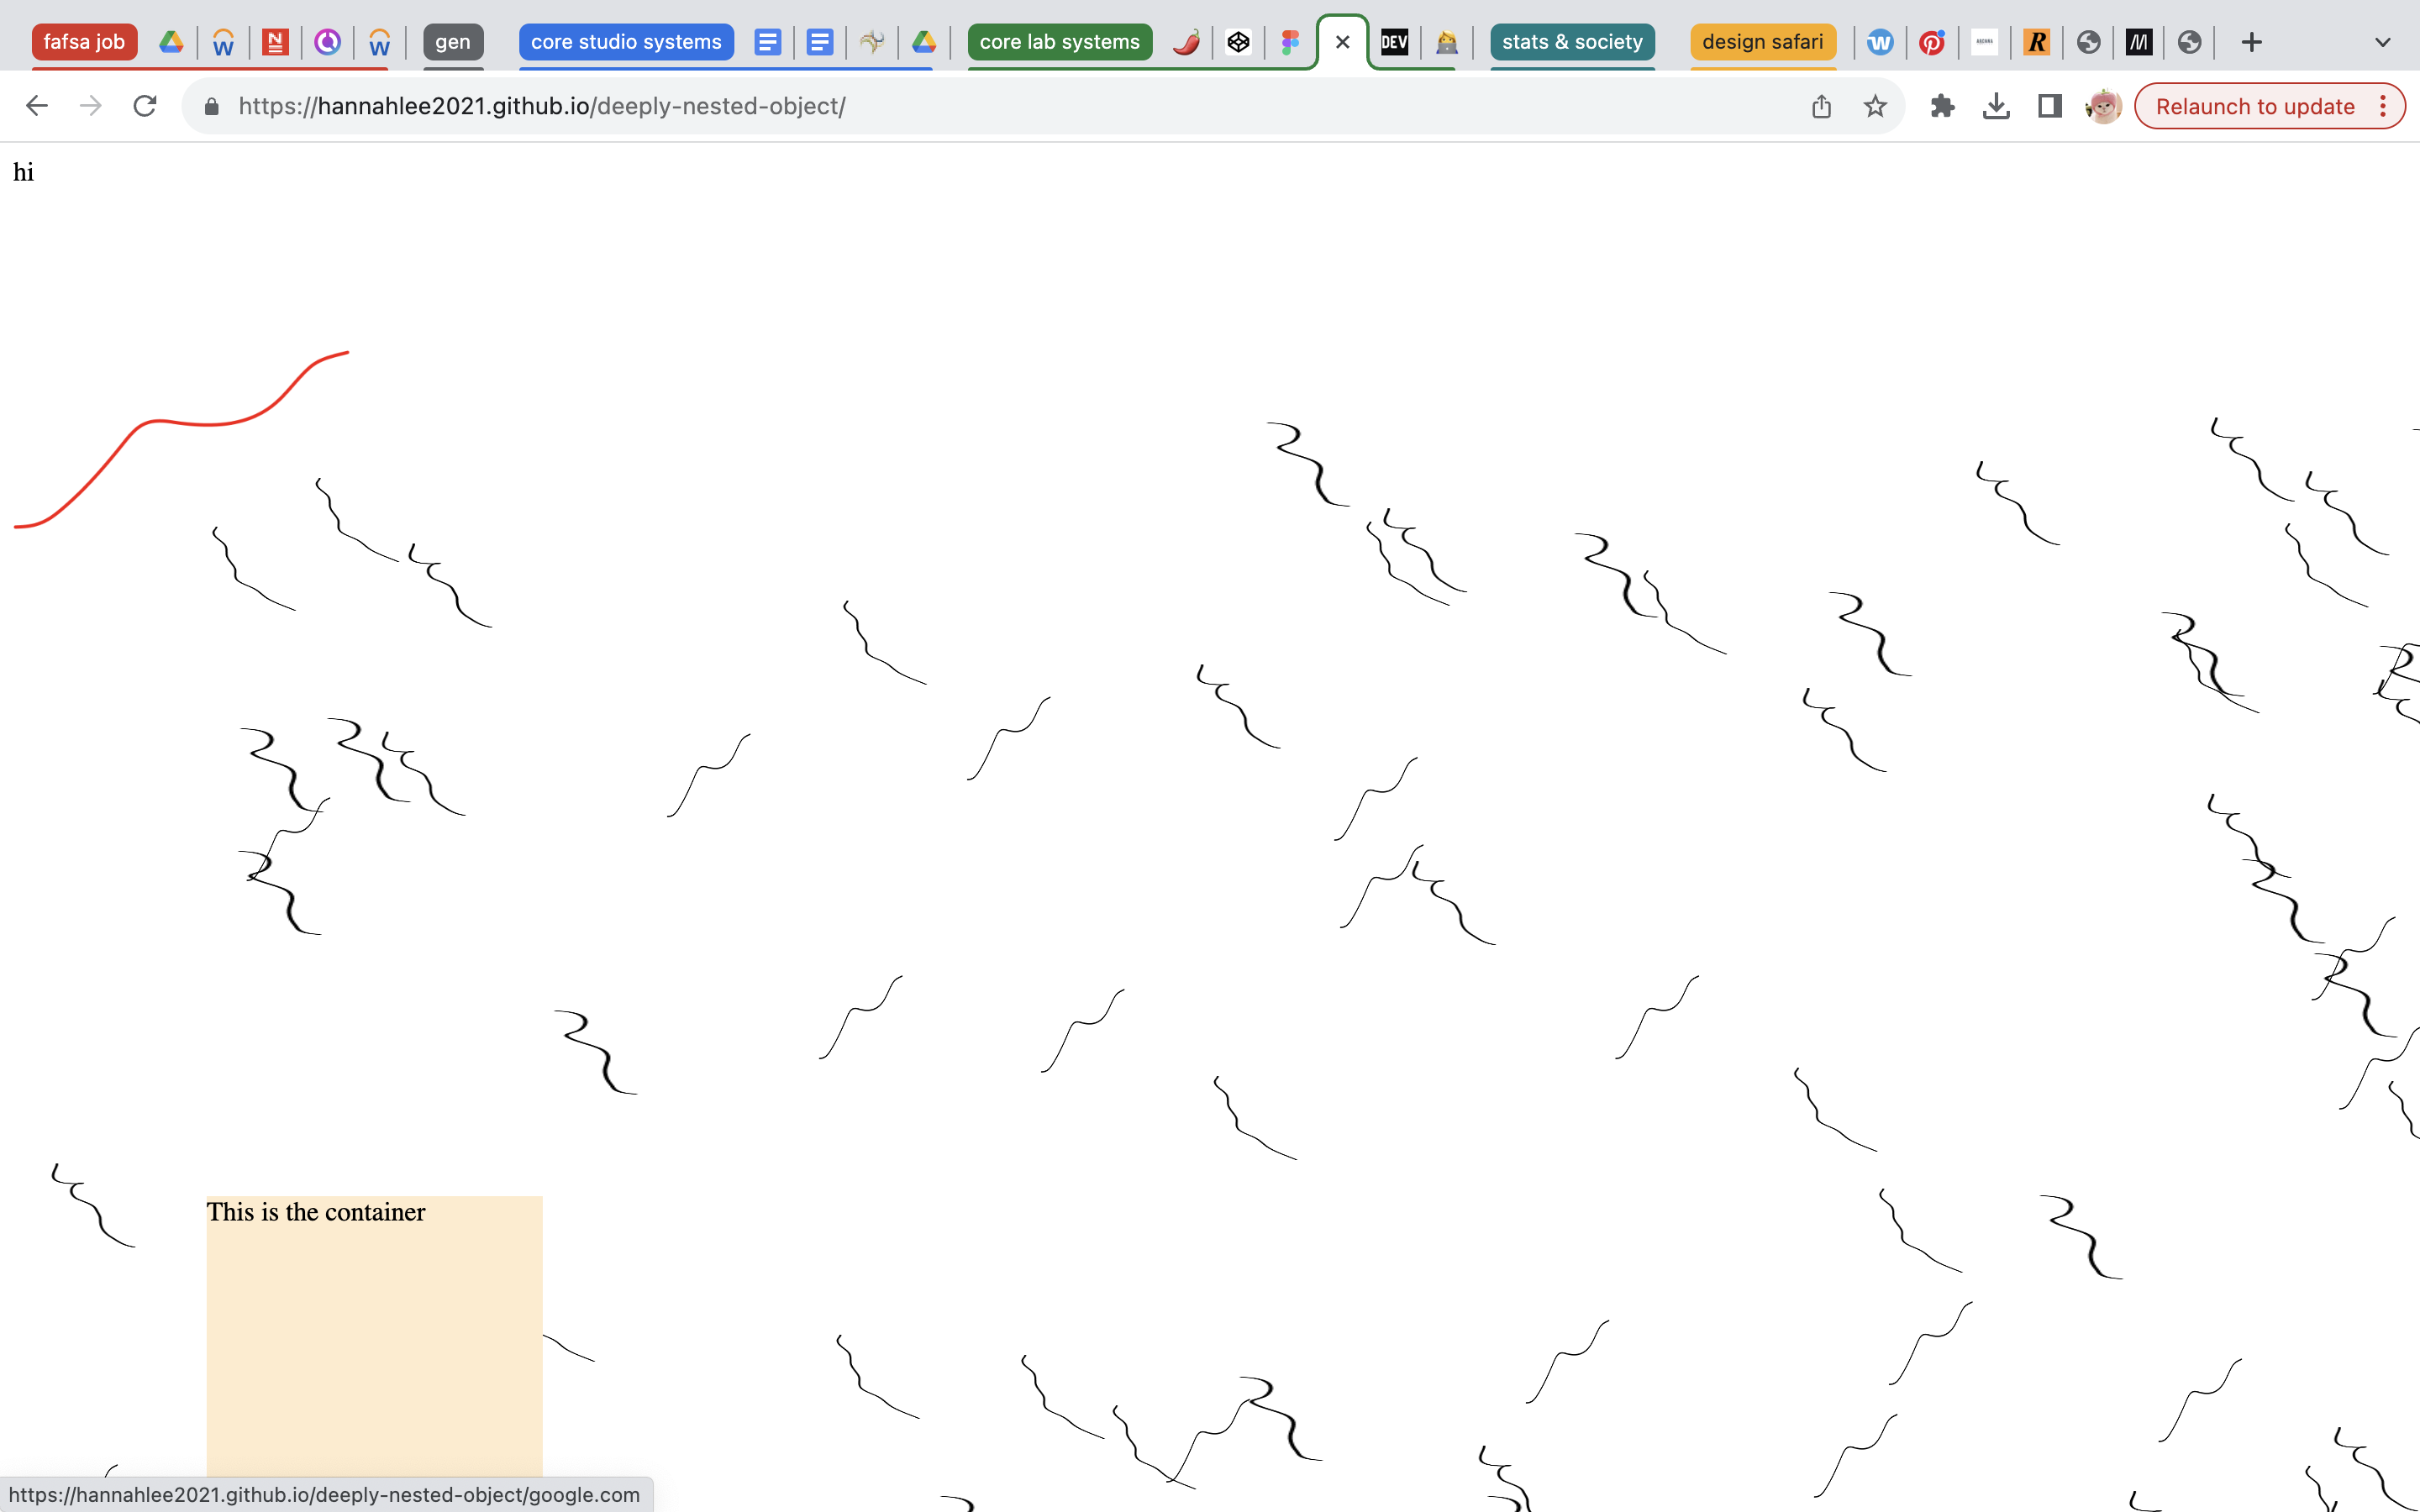 fafsa job
gen
core studio systems
core lab systems
DEV
stats & society
design safari
https://hannahlee2021.github.io/deeply-nested-object/
Relaunch to update
hi
This is the container
https://hannahlee2021.github.io/deeply-nested-object/google.com